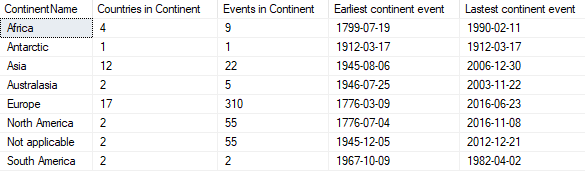 ContinentName Countries in Continent Events in Continent Earliest continent event Lastest continent event
Africa 4 9 1799-07-19 1990-02-11
Antarctic 1 1 1912-03-17 1912-03-17
Asia 12 22 1945-08-06 2006-12-30
Australasia 2 5 1946-07-25 2003-11-22
Europe 17 310 1776-03-09 2016-06-23
North America 2 55 1776-07-04 2016-11-08
Not applicable 2 55 1945-12-05 2012-12-21
South America 2 2 1967-10-09 1982-04-02